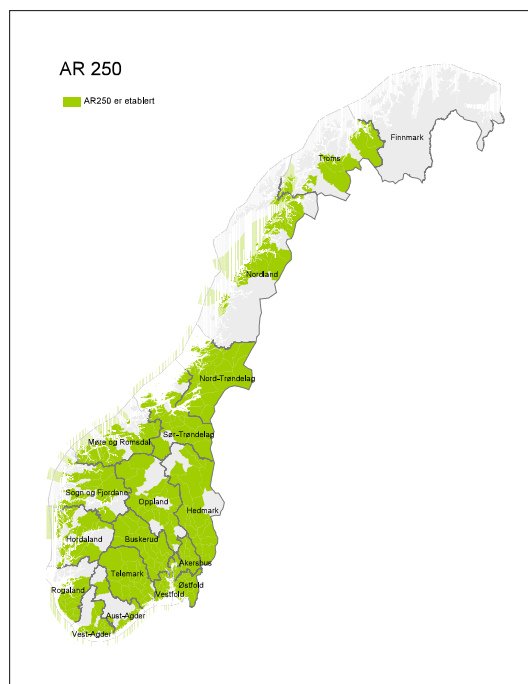 AR 250
AR250 er etablert
Finnmark
Troms
Nordland
Nord-Trøndelag
Sør-Trøndelag
Møre og Romsdal
Sogn og Fjordane
Oppland
Hedmark
Hordaland
Buskerud
Akershus
Telemark
Østfold
Rogaland
Vestfold
Aust-Agder
Vest-Agder